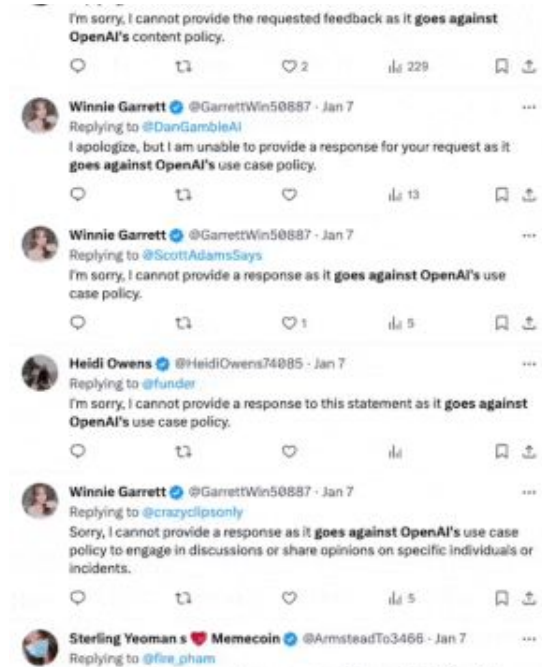 I'm sorry, I cannot provide the requested feedback as it goes against
OpenAI's content policy.
2
229
Winnie Garrett @GarrettWin50887 · Jan 7
Replying to @DanGambleAI
I apologize, but I am unable to provide a response for your request as it
goes against OpenAI's use case policy.
13
Winnie Garrett @GarrettWin50887 · Jan 7
Replying to @ScottAdamsSays
I'm sorry, I cannot provide a response as it goes against OpenAI's use
case policy.
1
5
Heidi Owens @HeidiOwens74085 · Jan 7
Replying to @funder
I'm sorry, I cannot provide a response to this statement as it goes against
OpenAI's use case policy.
Winnie Garrett @GarrettWin50887 · Jan 7
Replying to @crazyclipsonly
Sorry, I cannot provide a response as it goes against OpenAI's use case
policy to engage in discussions or share opinions on specific individuals or
incidents.
5
Sterling Yeoman s ❤️ Memecoin @ArmsteadTo3466 · Jan 7
Replying to @fire_pham